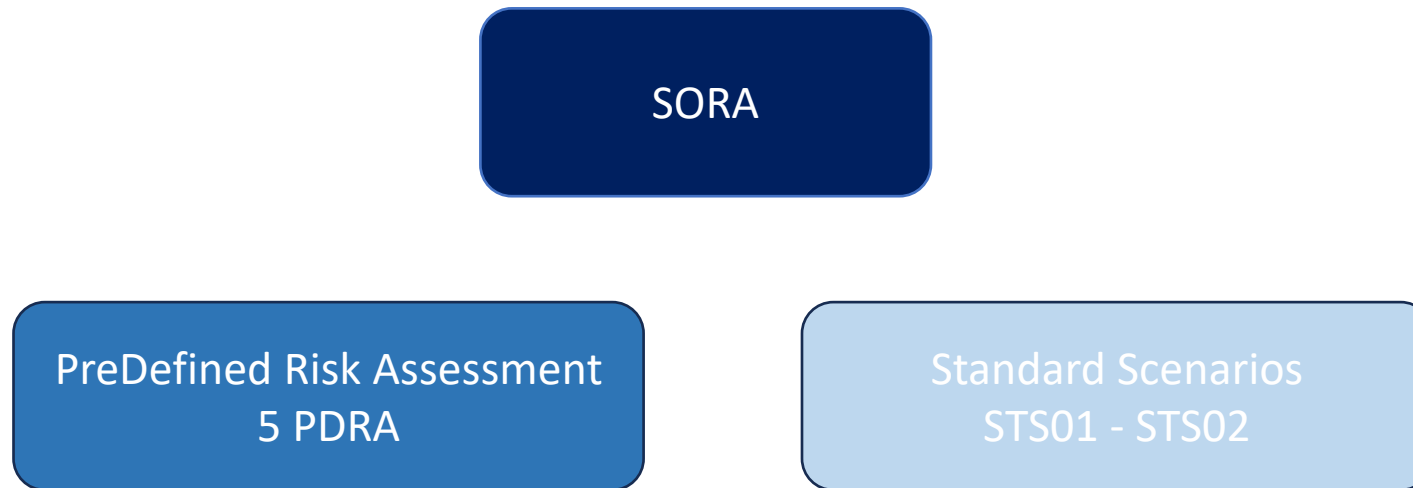 SORA
PreDefined Risk Assessment
5 PDRA
Standard Scenarios
STS01 - STS02